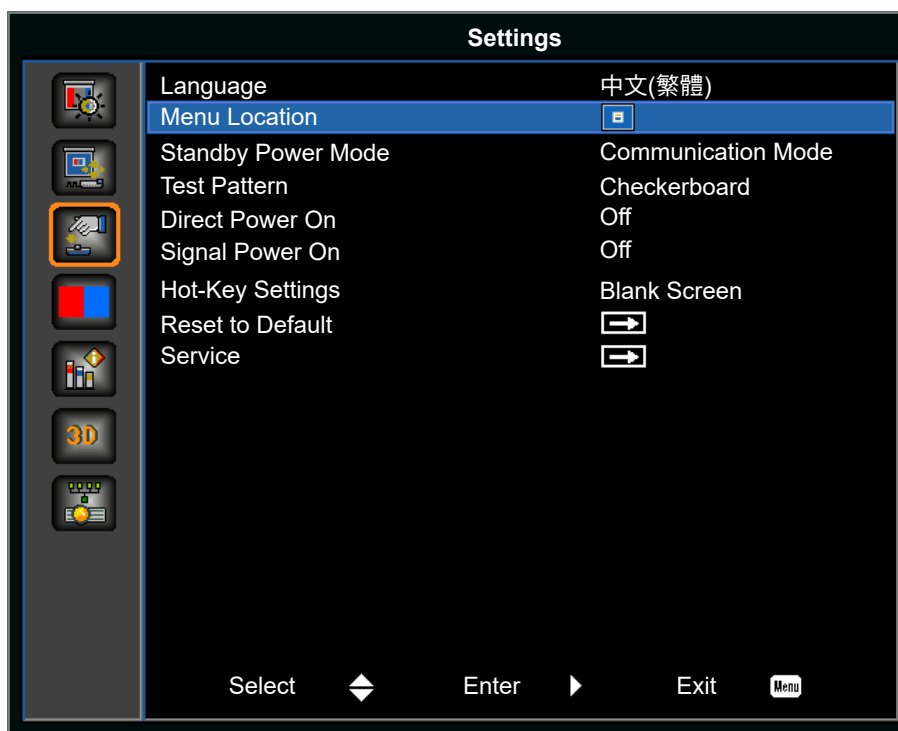 Settings
Language 中文(繁體)
Menu Location
Standby Power Mode Communication Mode
Test Pattern Checkerboard
Direct Power On Off
Signal Power On Off
Hot-Key Settings Blank Screen
Reset to Default
Service
3D
Select Enter Exit Menu